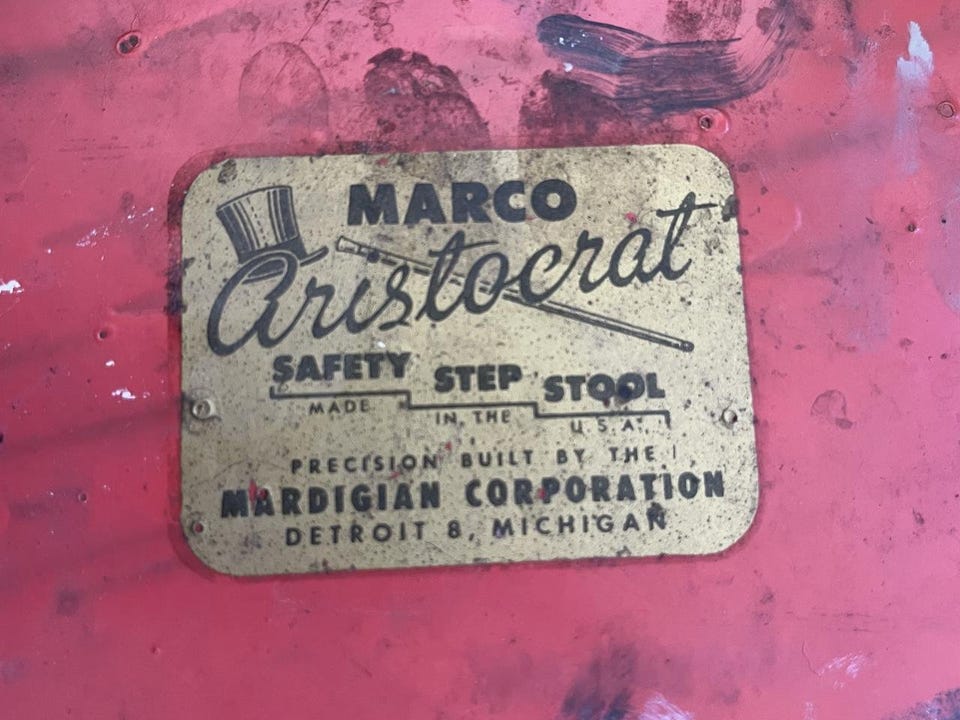 MARCO
Aristocrat
SAFETY STEP STOOL
MADE IN THE U.S.A.
PRECISION BUILT BY THE
MARDIGIAN CORPORATION
DETROIT 8, MICHIGAN